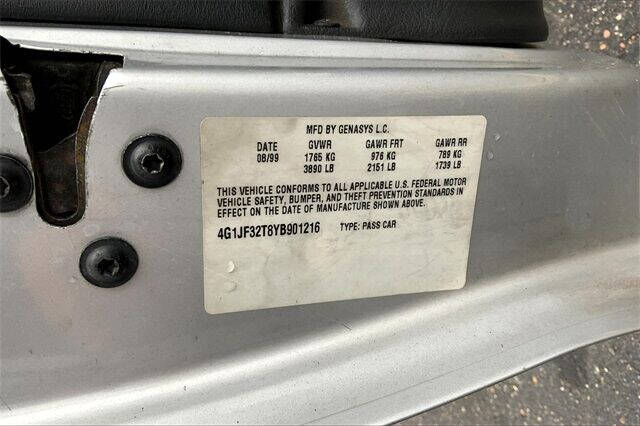 MFD BY GENASYS L.C.
DATE GVWR GAWR FRT GAWR RR
08/99 1765 KG 976 KG 789 KG
3890 LB 2151 LB 1739 LB
THIS VEHICLE CONFORMS TO ALL APPLICABLE U.S. FEDERAL MOTOR
VEHICLE SAFETY, BUMPER, AND THEFT PREVENTION STANDARDS IN
EFFECT ON THE DATE OF MANUFACTURE SHOWN ABOVE.
4G1JF32T8YB901216 TYPE: PASS CAR